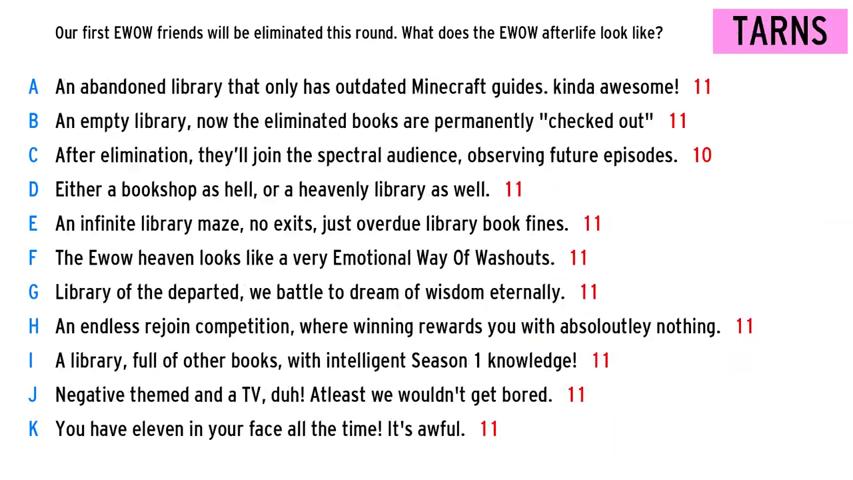 Our first EWOW friends will be eliminated this round. What does the EWOW afterlife look like?
TARNS
A An abandoned library that only has outdated Minecraft guides. kinda awesome! 11
B An empty library, now the eliminated books are permanently "checked out" 11
C After elimination, they'll join the spectral audience, observing future episodes. 10
D Either a bookshop as hell, or a heavenly library as well. 11
E An infinite library maze, no exits, just overdue library book fines. 11
F The Ewow heaven looks like a very Emotional Way Of Washouts. 11
G Library of the departed, we battle to dream of wisdom eternally. 11
H An endless rejoin competition, where winning rewards you with absoloutley nothing. 11
I A library, full of other books, with intelligent Season 1 knowledge! 11
J Negative themed and a TV, duh! Atleast we wouldn't get bored. 11
K You have eleven in your face all the time! It's awful. 11